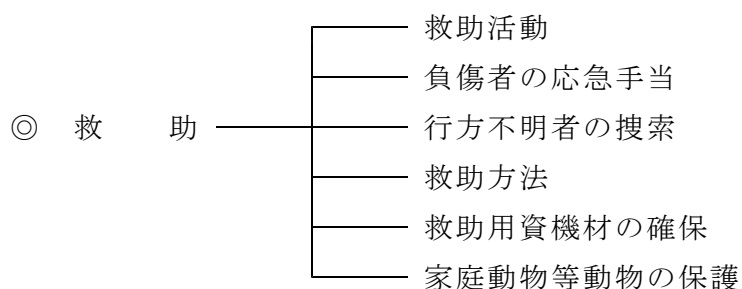 救助活動
負傷者の応急手当
◎ 救 助 行方不明者の捜索
救助方法
救助用資機材の確保
家庭動物等動物の保護